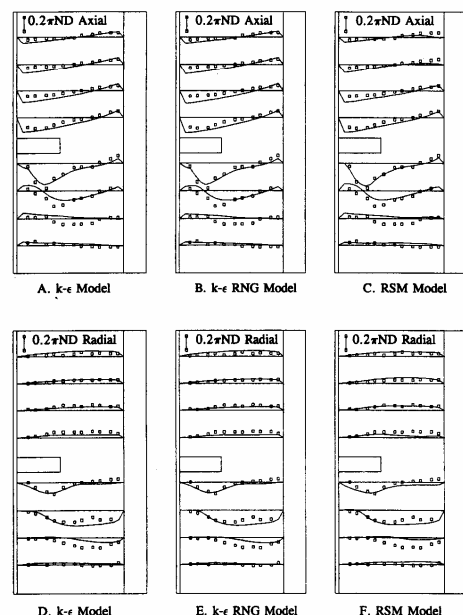 0.2πND Axial
0.2πND Axial
0.2πND Axial
A. k-ϵ Model
B. k-ϵ RNG Model
C. RSM Model
0.2πND Radial
0.2πND Radial
0.2πND Radial
D. k-ϵ Model
E. k-ϵ RNG Model
F. RSM Model